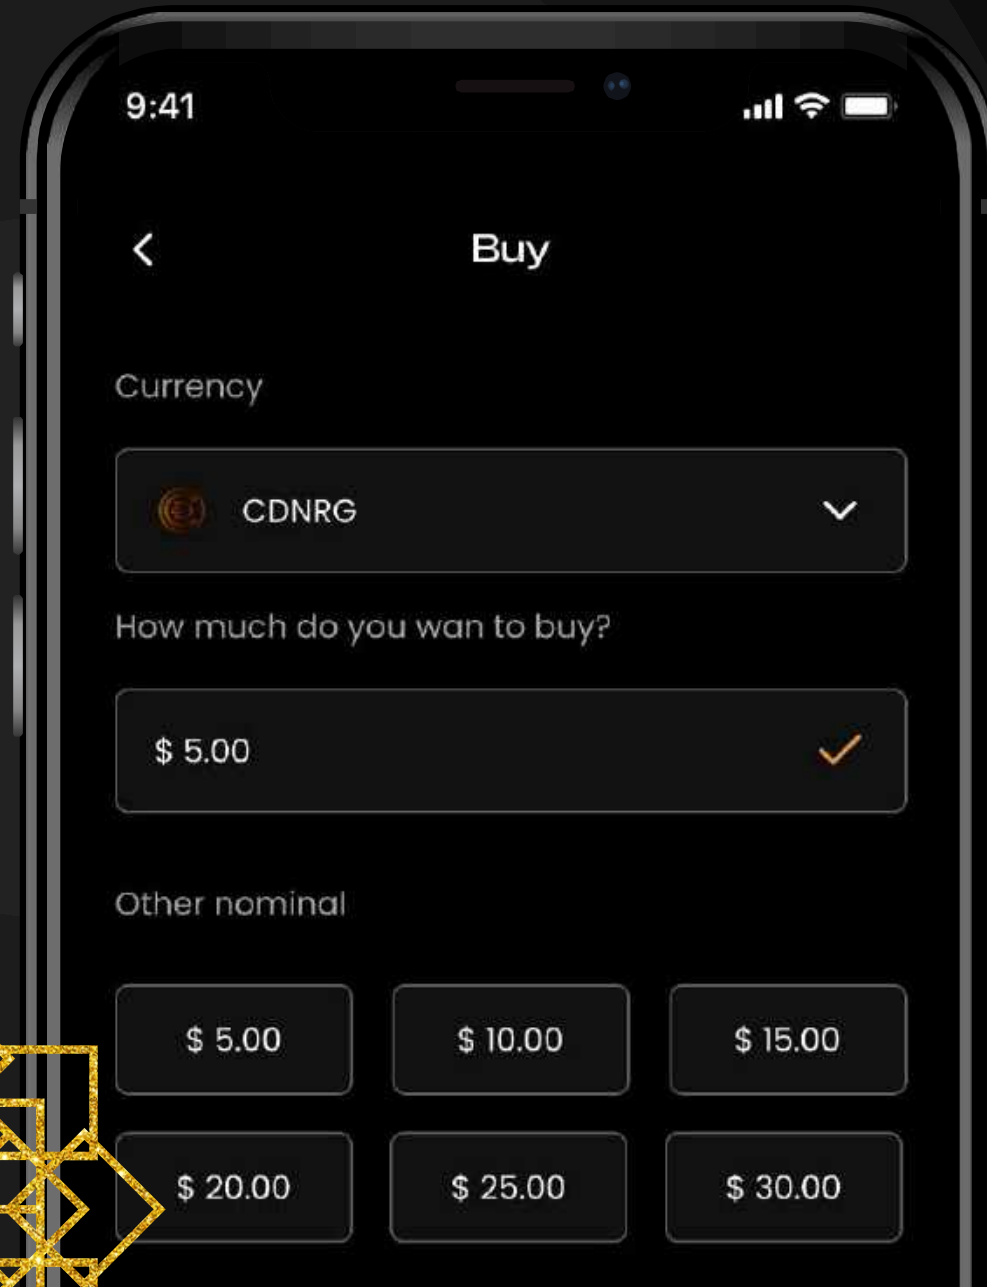 9:41
Buy
Currency
CDNRG
How much do you wan to buy?
$ 5.00
Other nominal
$ 5.00 $ 10.00 $ 15.00
$ 20.00 $ 25.00 $ 30.00